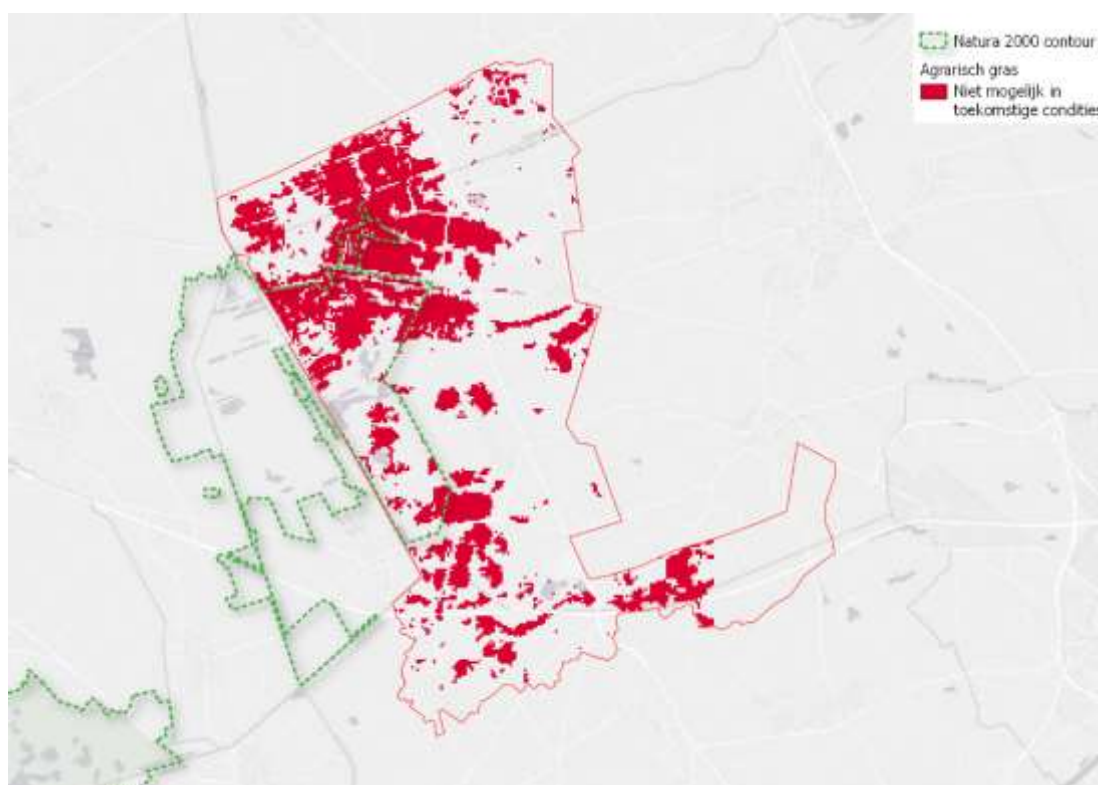 Natura 2000 contour
Agrarisch gras
Niet mogelijk in
toekomstige condities